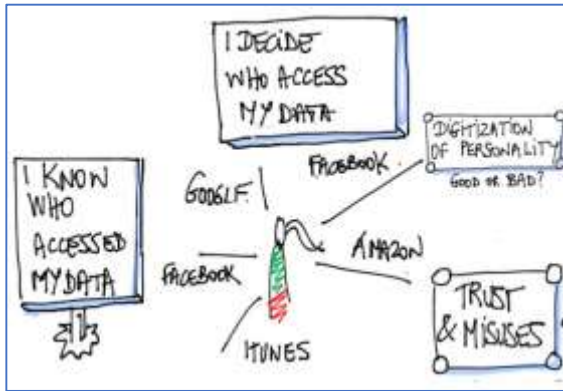 I DECIDE
WHO ACCESS
MY DATA
DIGITIZATION
OF PERSONALITY
GOOD OR BAD?
I KNOW
WHO
ACCESSED
MY DATA
GOOGLE
FACEBOOK
FACEBOOK
AMAZON
ITUNES
TRUST
& MISUSES